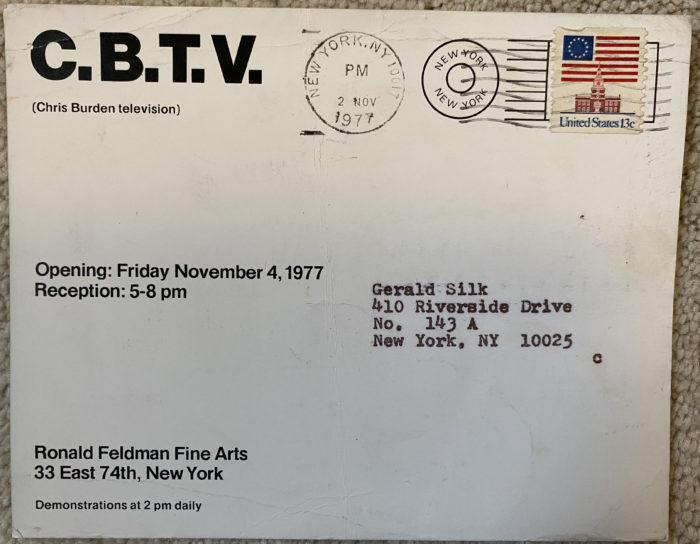 C.B.T.V.
(Chris Burden television)
NEW YORK, NY 10017
PM
2 NOV
1977
NEW YORK
NEW YORK
United States 13c
Opening: Friday November 4, 1977
Reception: 5-8 pm
Gerald Silk
410 Riverside Drive
No. 143 A
New York, NY 10025
c
Ronald Feldman Fine Arts
33 East 74th, New York
Demonstrations at 2 pm daily